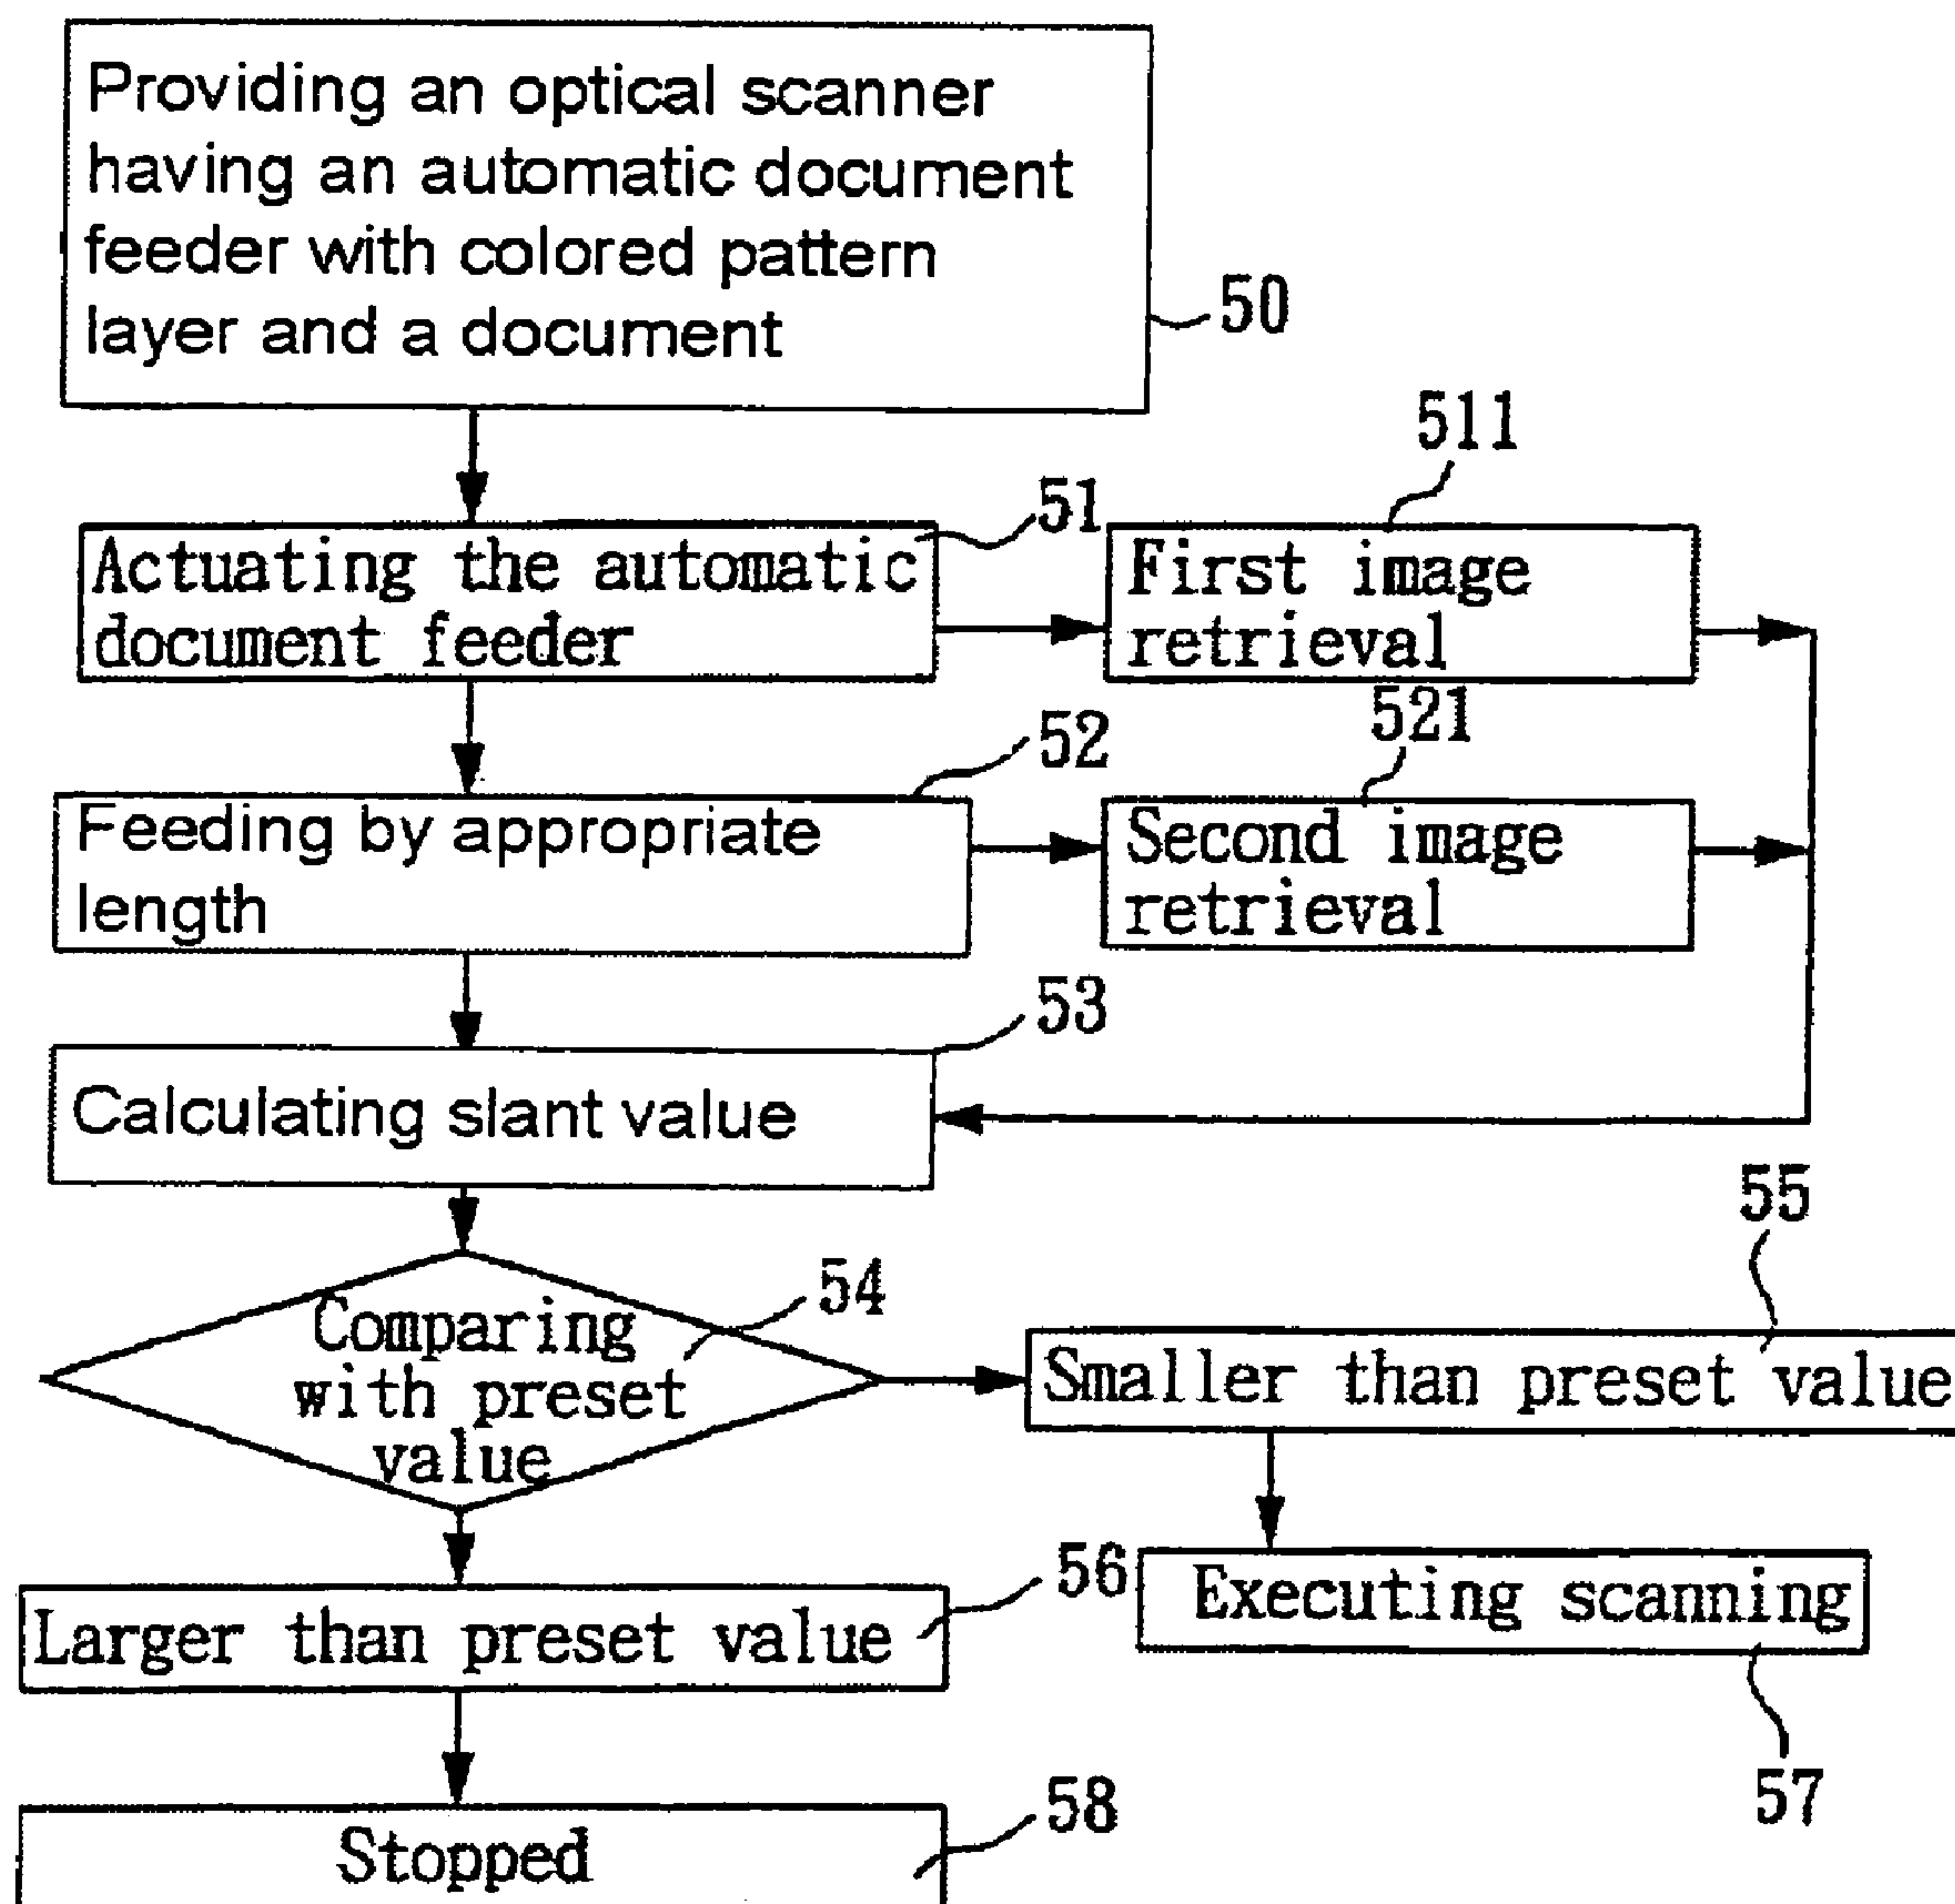 Providing an optical scanner
having an automatic document
feeder with colored pattern
layer and a document
50
511
51
Actuating the automatic
document feeder
First image
retrieval
521
52
Feeding by appropriate
length
Second image
retrieval
53
Calculating slant value
55
54
Comparing
with preset
value
Smaller than preset value
56
Executing scanning
Larger than preset value
57
58
Stopped